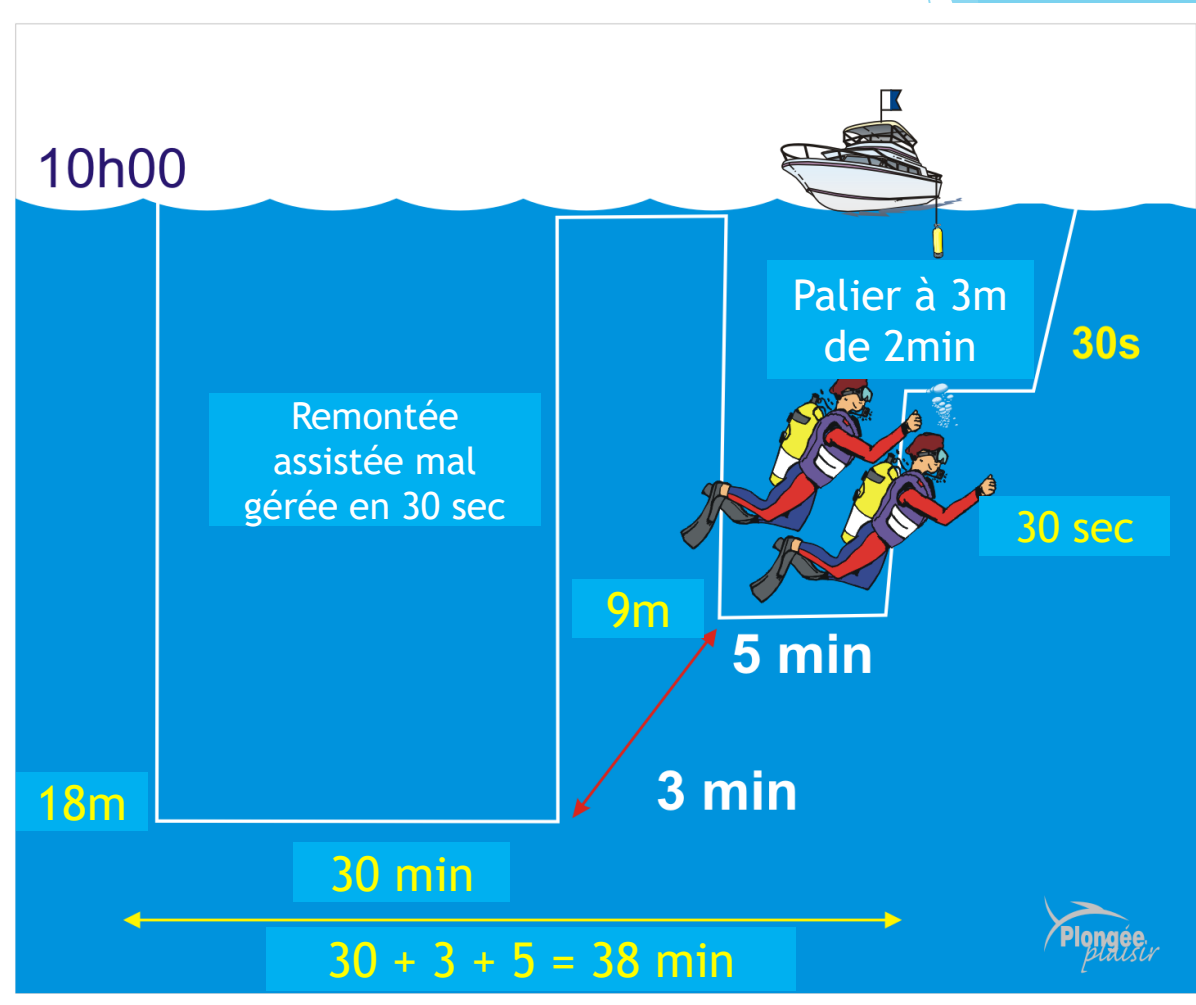 10h00
Palier à 3m
de 2min
30s
Remontée
assistée mal
gérée en 30 sec
30 sec
9m
5 min
18m
3 min
30 min
30 + 3 + 5 = 38 min
Plongée
plaisir